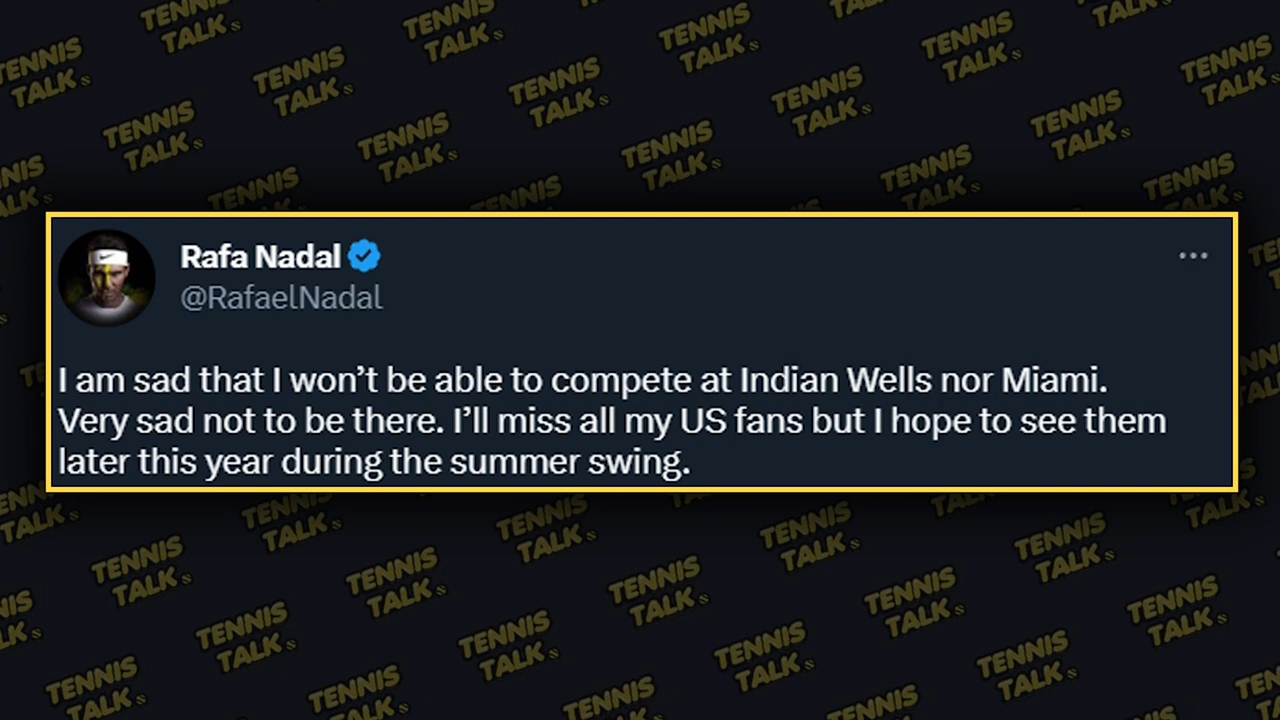 Rafa Nadal
@RafaelNadal
I am sad that I won’t be able to compete at Indian Wells nor Miami.
Very sad not to be there. I’ll miss all my US fans but I hope to see them
later this year during the summer swing.
TENNIS
TALK